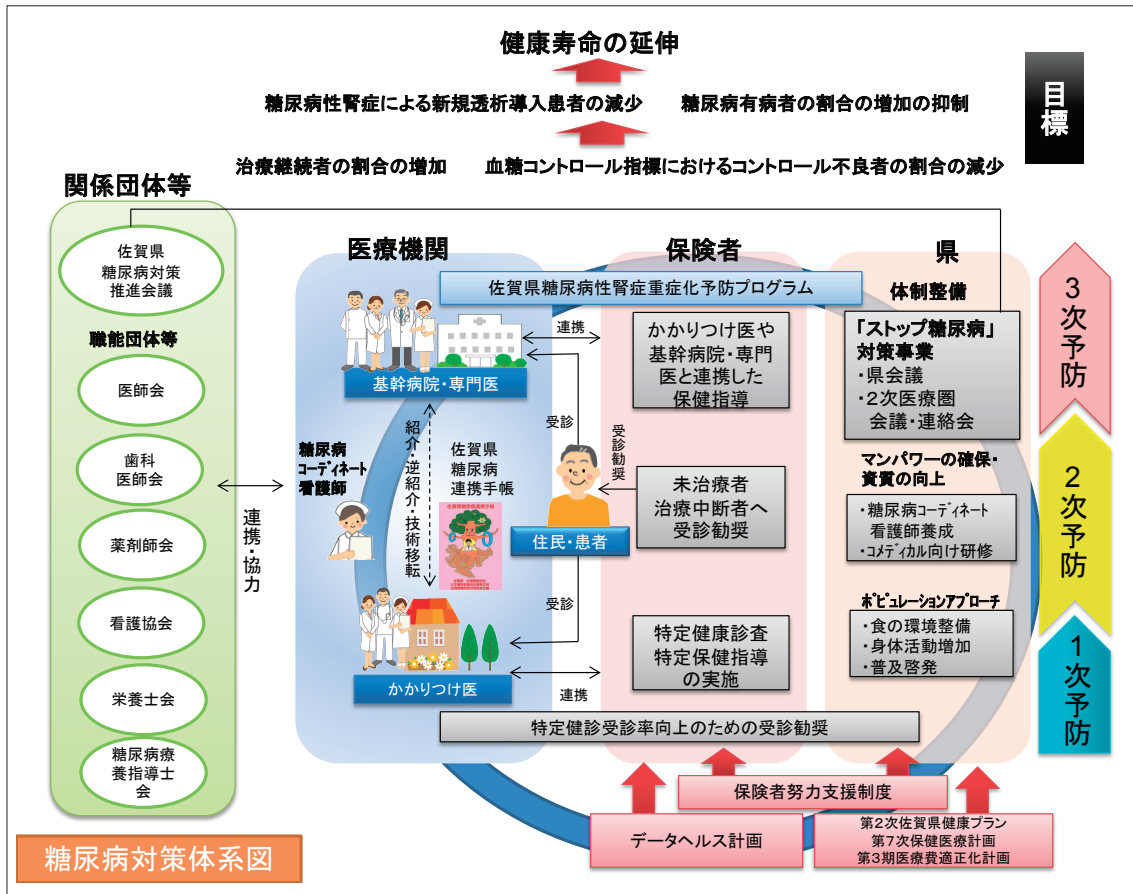 健康寿命の延伸
糖尿病性腎症による新規透析導入患者の減少
糖尿病有病者の割合の増加の抑制
治療継続者の割合の増加
血糖コントロール指標におけるコントロール不良者の割合の減少
目標
関係団体等
佐賀県
糖尿病対策
推進会議
職能団体等
医師会
歯科
医師会
薬剤師会
看護協会
栄養士会
糖尿病療
養指導士
会
連携・協力
医療機関
保険者
県
佐賀県糖尿病性腎症重症化予防プログラム
基幹病院・専門医
連携
受診
受診勧奨
糖尿病
コーディネート
看護師
紹介・逆紹介・技術移転
佐賀県
糖尿病
連携手帳
住民・患者
受診
かかりつけ医
連携
かかりつけ医や
基幹病院・専門
医と連携した
保健指導
未治療者
治療中断者へ
受診勧奨
特定健康診査
特定保健指導
の実施
体制整備
「ストップ糖尿病」
対策事業
・県会議
・2次医療圏
会議・連絡会
マンパワーの確保・
資質の向上
・糖尿病コーディネート
看護師養成
・コメディカル向け研修
ポピュレーションアプローチ
・食の環境整備
・身体活動増加
・普及啓発
3次予防
2次予防
1次予防
特定健診受診率向上のための受診勧奨
保険者努力支援制度
データヘルス計画
第2次佐賀県健康プラン
第7次保健医療計画
第3期医療費適正化計画
糖尿病対策体系図